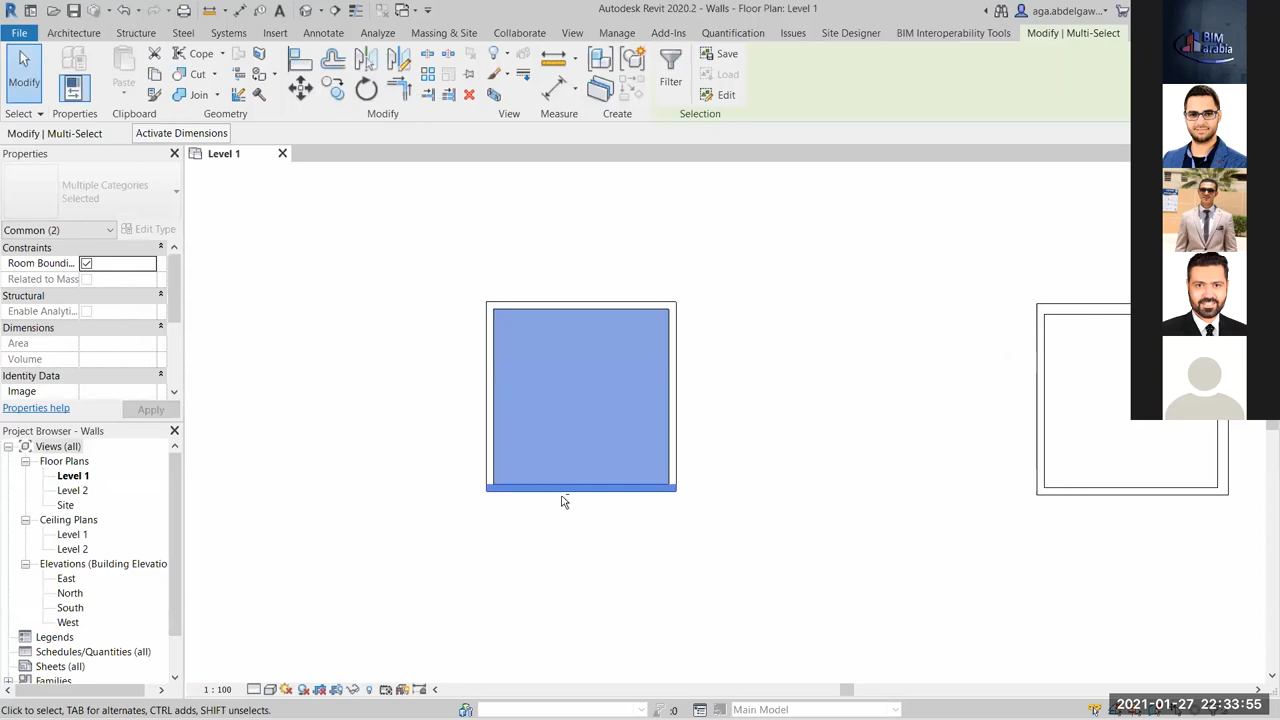 Autodesk Revit 2020.2 - Walls - Floor Plan: Level 1
aga.abdelgaw...
File Architecture Structure Steel Systems Insert Annotate Analyze Massing & Site Collaborate View Manage Add-Ins Quantification Issues Site Designer BIM Interoperability Tools Modify | Multi-Select
Modify
Paste
Cope
Cut
Join
Filter
Save
Load
Edit
Select Properties Clipboard Geometry Modify View Measure Create Selection
Modify | Multi-Select Activate Dimensions
Properties
Level 1
Multiple Categories
Selected
Common (2) Edit Type
Constraints
Room Boundi...
Related to Mass
Structural
Enable Analyti...
Dimensions
Area
Volume
Identity Data
Image
Properties help Apply
Project Browser - Walls
Views (all)
Floor Plans
Level 1
Level 2
Site
Ceiling Plans
Level 1
Level 2
Elevations (Building Elevatio
East
North
South
West
Legends
Schedules/Quantities (all)
Sheets (all)
Families
1 : 100
Click to select, TAB for alternates, CTRL adds, SHIFT unselects.
:0
Main Model
BIM
arabia
2021-01-27 22:33:55